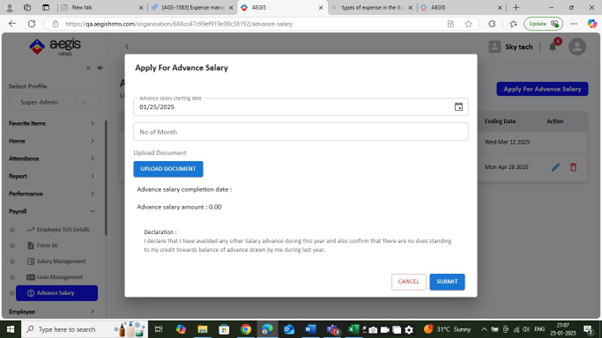 New tab
[AGS-1383] Expense mana
AEGIS
types of expense in the it ind
AEGIS
https://qa.aegishrms.com/organisation/668cc47c99ef919e90c38192/advance-salary
Update
aegis
HRMS
Sky tech
Select Profile
Super-Admin
Favorite Items
Home
Attendance
Report
Performance
Payroll
Employee TDS Details
Form-16
Salary Management
Loan Management
Advance Salary
Employee
Apply For Advance Salary
Ending Date
Action
Wed Mar 12 2025
Mon Apr 28 2025
Apply For Advance Salary
Advance salary starting date
01/25/2025
No of Month
Upload Document
UPLOAD DOCUMENT
Advance salary completion date :
Advance salary amount : 0.00
Declaration :
I declare that I have availded any other Salary advance during this year and also confirm that there are no dues standing
to my credit towards balance of advance drawn by me during last year.
CANCEL
SUBMIT
Type here to search
31°C Sunny
ENG
21:07
25-01-2025